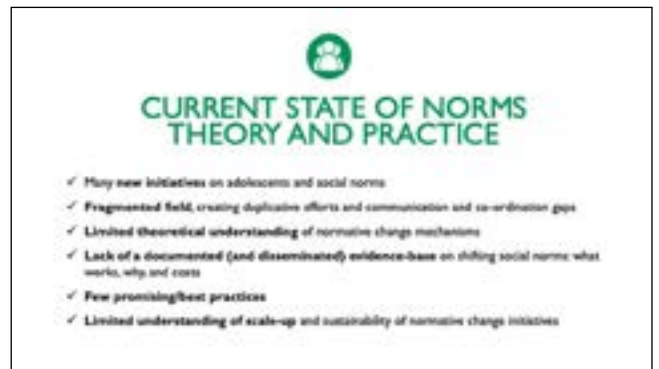 CURRENT STATE OF NORMS
THEORY AND PRACTICE
✓ Many new initiatives on adolescents and social norms
✓ Fragmented field, creating duplicative efforts and communication and co-ordination gaps
✓ Limited theoretical understanding of normative change mechanisms
✓ Lack of a documented (and disseminated) evidence-base on shifting social norms: what
works, why, and costs
✓ Few promising/best practices
✓ Limited understanding of scale-up and sustainability of normative change initiatives